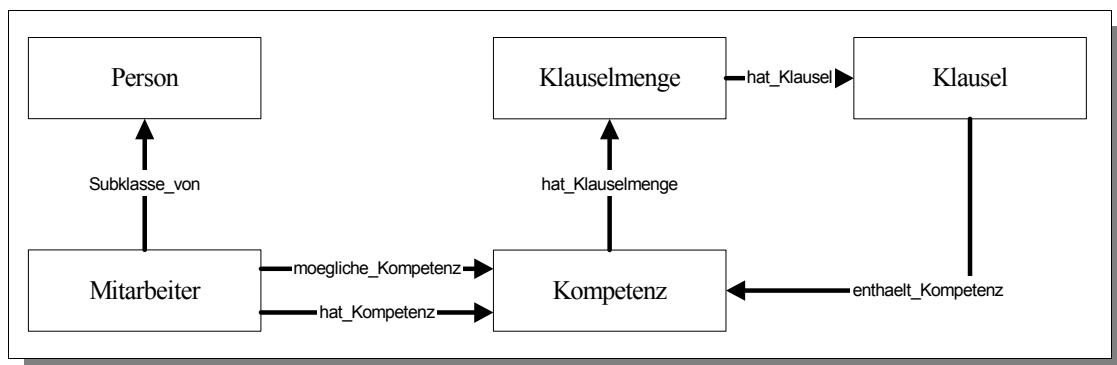 Person
Klauselmenge
hat_Klausel
Klausel
Subklasse_von
hat_Klauselmenge
Mitarbeiter
moegliche_Kompetenz
hat_Kompetenz
Kompetenz
enthaelt_Kompetenz